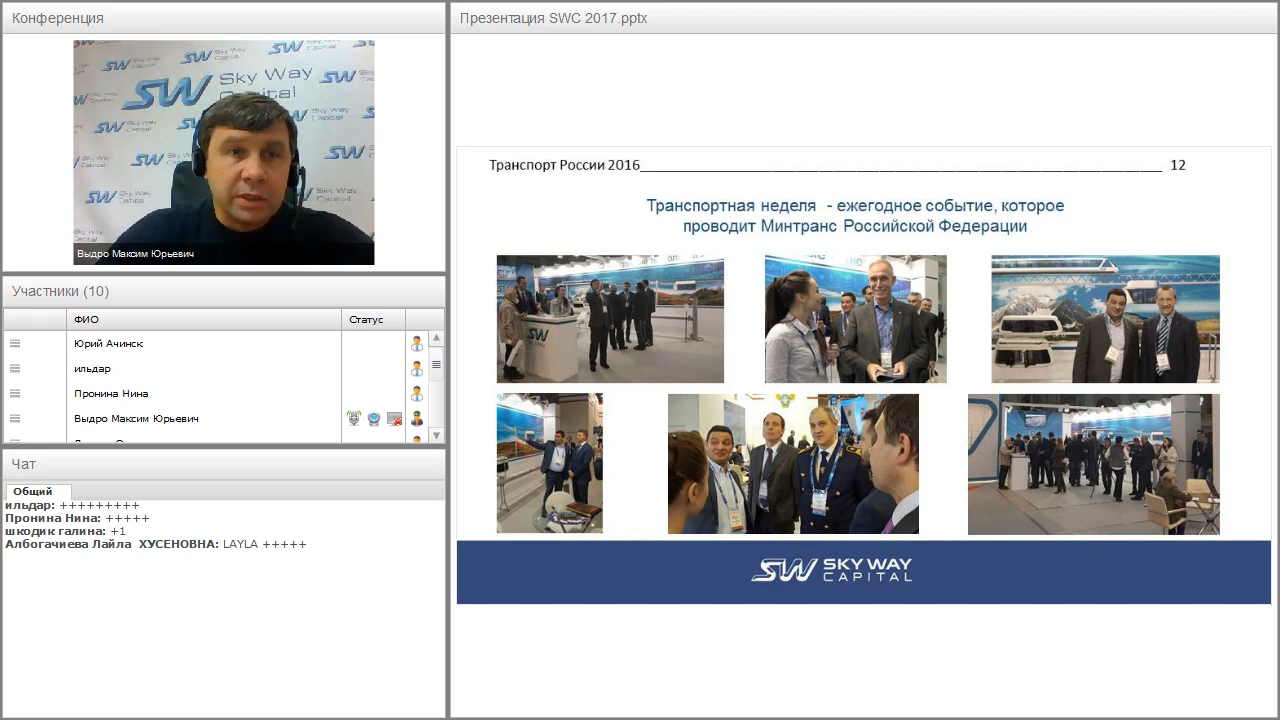 Конференция
SW Sky Way Capital
Выдро Максим Юрьевич
Участники (10)
ФИО
Статус
Юрий Ачинск
ильдар
Пронина Нина
Выдро Максим Юрьевич
Чат
Общий
ильдар: +++++++++
Пронина Нина: +++++
шкодик галина: +1
Албогачиева Лайла ХУСЕНОВНА: LAYLA +++++
Презентация SWC 2017.pptx
Транспорт России 2016 12
Транспортная неделя - ежегодное событие, которое
проводит Минтранс Российской Федерации
SW
SW SKY WAY
CAPITAL